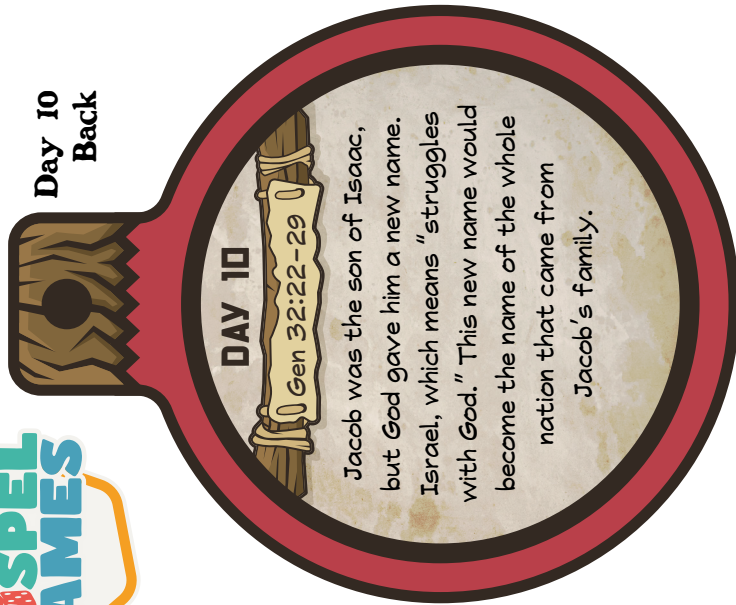 Day 10
Back
DAY 10
Gen 32:22-29
Jacob was the son of Isaac,
but God gave him a new name.
Israel, which means "struggles
with God." This new name would
become the name of the whole
nation that came from
Jacob's family.